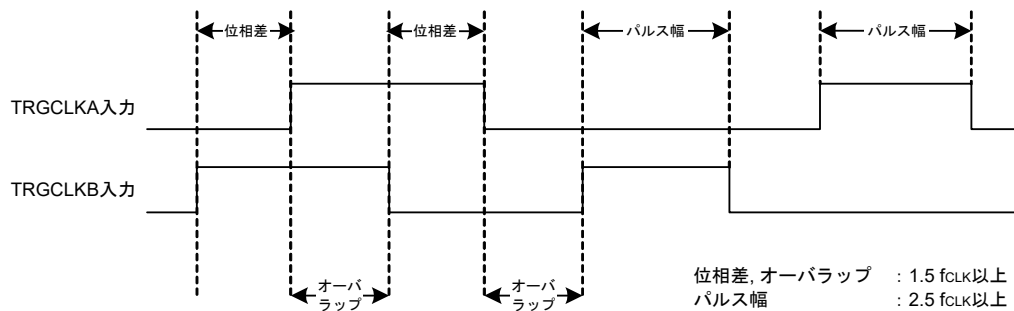 位相差
位相差
パルス幅
パルス幅
TRGCLKA入力
TRGCLKB入力
オーバ
ラップ
オーバ
ラップ
位相差, オーバラップ : 1.5 fCLK以上
パルス幅 : 2.5 fCLK以上